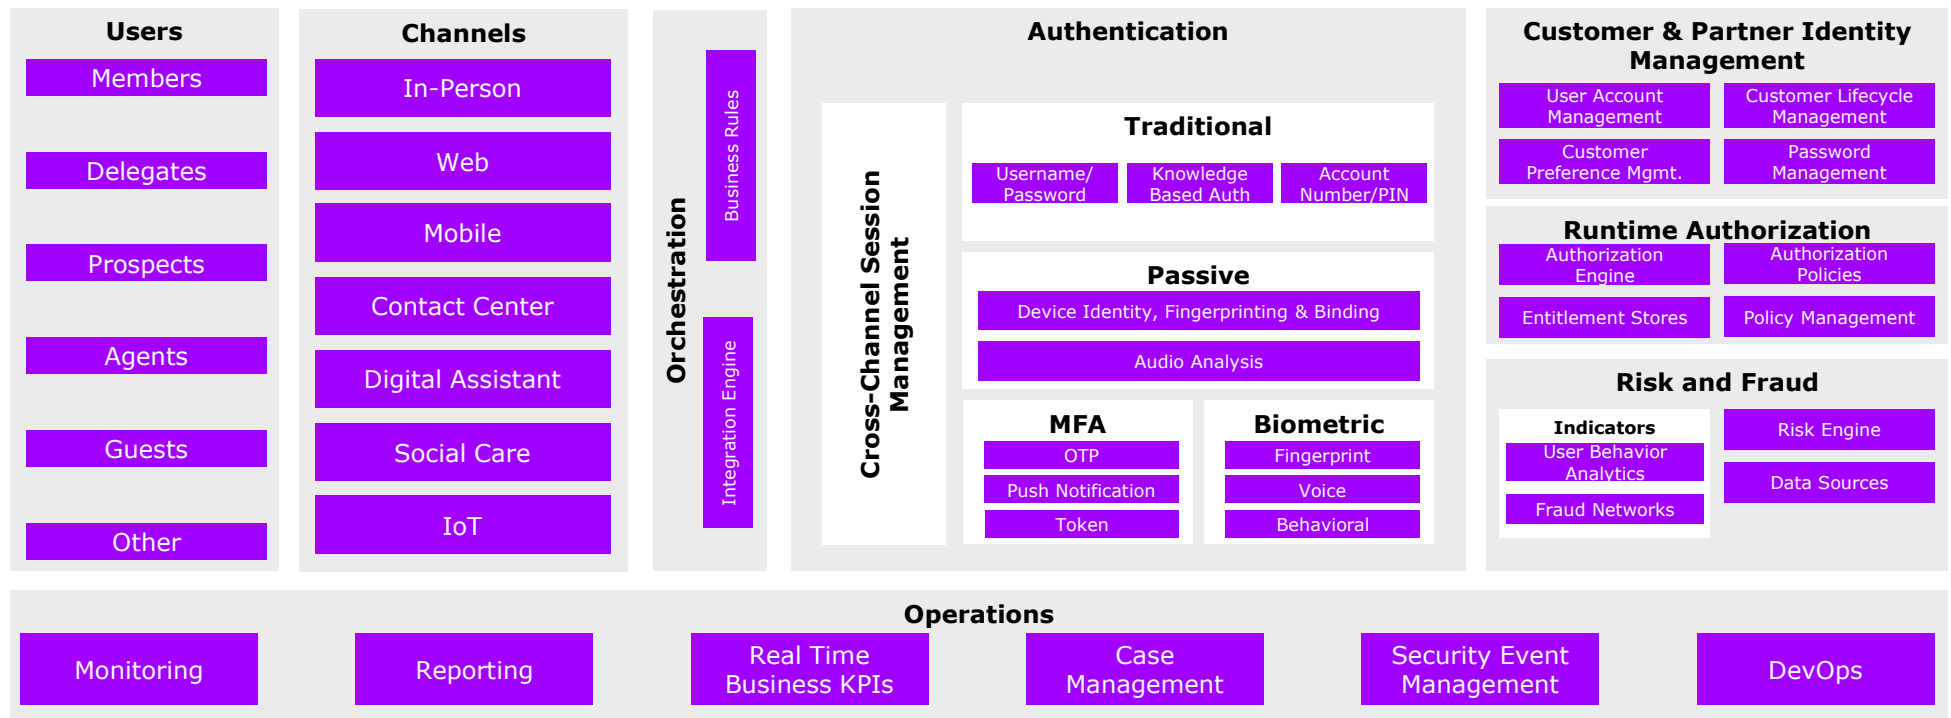 Users
Members
Delegates
Prospects
Agents
Guests
Other
Channels
In-Person
Web
Mobile
Contact Center
Digital Assistant
Social Care
IoT
Orchestration
Business Rules
Integration Engine
Authentication
Cross-Channel Session
Management
Traditional
Username/
Password
Knowledge
Based Auth
Account
Number/PIN
Passive
Device Identity, Fingerprinting & Binding
Audio Analysis
MFA
OTP
Push Notification
Token
Biometric
Fingerprint
Voice
Behavioral
Customer & Partner Identity
Management
User Account
Management
Customer Lifecycle
Management
Customer
Preference Mgmt.
Password
Management
Runtime Authorization
Authorization
Engine
Authorization
Policies
Entitlement Stores
Policy Management
Risk and Fraud
Indicators
User Behavior
Analytics
Fraud Networks
Risk Engine
Data Sources
Operations
Monitoring
Reporting
Real Time
Business KPIs
Case
Management
Security Event
Management
DevOps